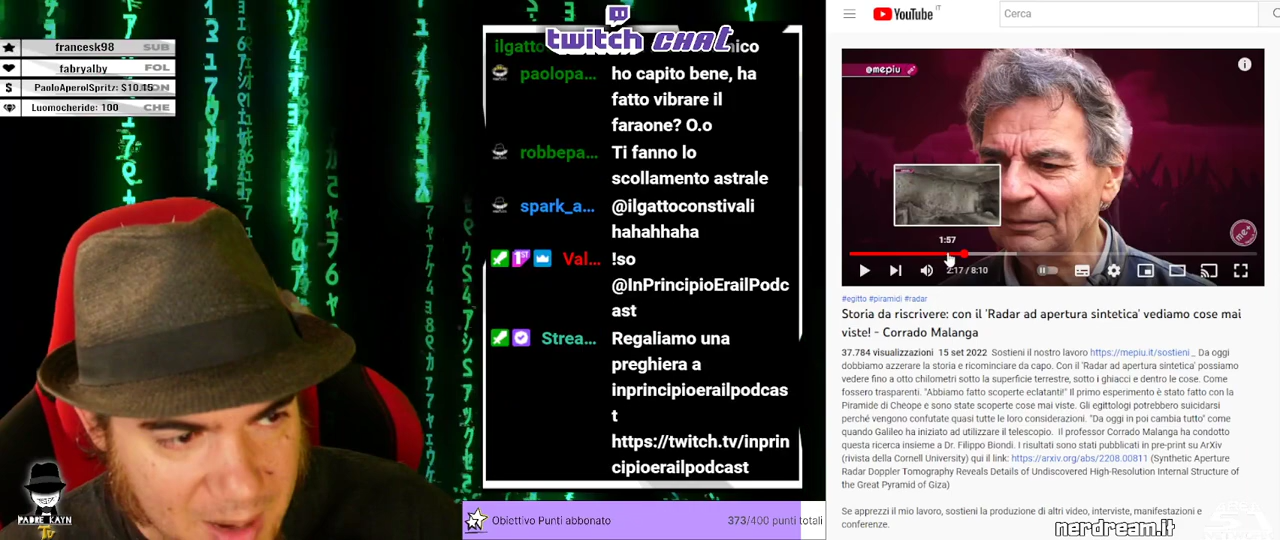 francesk98 SUB
fabryalby FOL
PaoloAperolSpritz: $10.15
Luomocheride: 100 CHE
PADRE KAYN
TV
twitch CHAT
ilgatto
paolopa... ho capito bene, ha
fatto vibrare il
faraone? O.o
robbepa... Ti fanno lo
scollamento astrale
spark_a... @ilgattoconstivali
hahahhaha
Val... !so
@InPrincipioErailPodc
ast
Strea... Regaliamo una
preghiera a
inprincipioerailpodcas
t
https://twitch.tv/inprin
cipioerailpodcast
Obiettivo Punti abbonato 373/400 punti totali
YouTube IT
Cerca
@mepiu
me+
1:57
2:17 / 8:10
#egitto #piramidi #radar
Storia da riscrivere: con il 'Radar ad apertura sintetica' vediamo cose mai
viste! - Corrado Malanga
37.784 visualizzazioni 15 set 2022 Sostieni il nostro lavoro https://mepiu.it/sostieni_ Da oggi
dobbiamo azzerare la storia e ricominciare da capo. Con il 'Radar ad apertura sintetica' possiamo
vedere fino a otto chilometri sotto la superficie terrestre, sotto i ghiacci e dentro le cose. Come
fossero trasparenti. "Abbiamo fatto scoperte eclatanti!" Il primo esperimento è stato fatto con la
Piramide di Cheope e sono state scoperte cose mai viste. Gli egittologi potrebbero suicidarsi
perché vengono confutate quasi tutte le loro considerazioni. "Da oggi in poi cambia tutto" come
quando Galileo ha iniziato ad utilizzare il telescopio. Il professor Corrado Malanga ha condotto
questa ricerca insieme a Dr. Filippo Biondi. I risultati sono stati pubblicati in pre-print su ArXiv
(rivista della Cornell University) qui il link: https://arxiv.org/abs/2208.00811 (Synthetic Aperture
Radar Doppler Tomography Reveals Details of Undiscovered High-Resolution Internal Structure of
the Great Pyramid of Giza)
Se apprezzi il mio lavoro, sostieni la produzione di altri video, interviste, manifestazioni e
conferenze.
nerdream.it